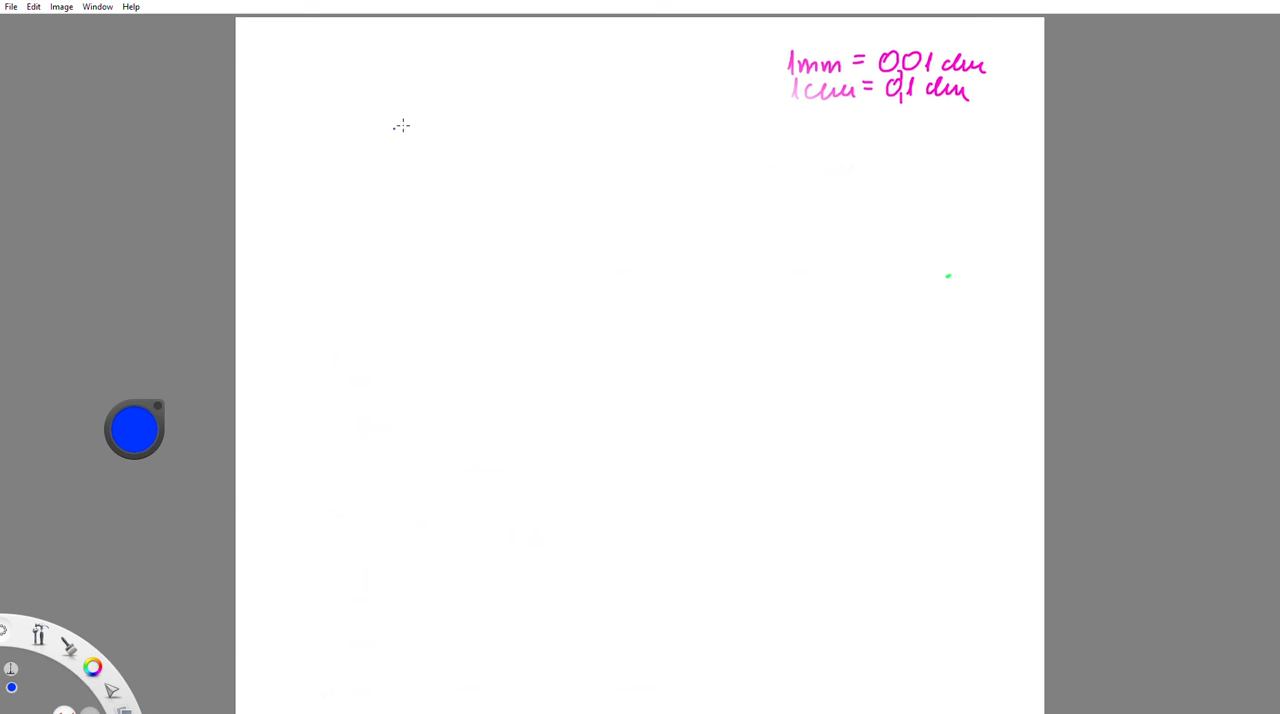 File Edit Image Window Help
1mm = 0,01 dm
1cm = 0,1 dm